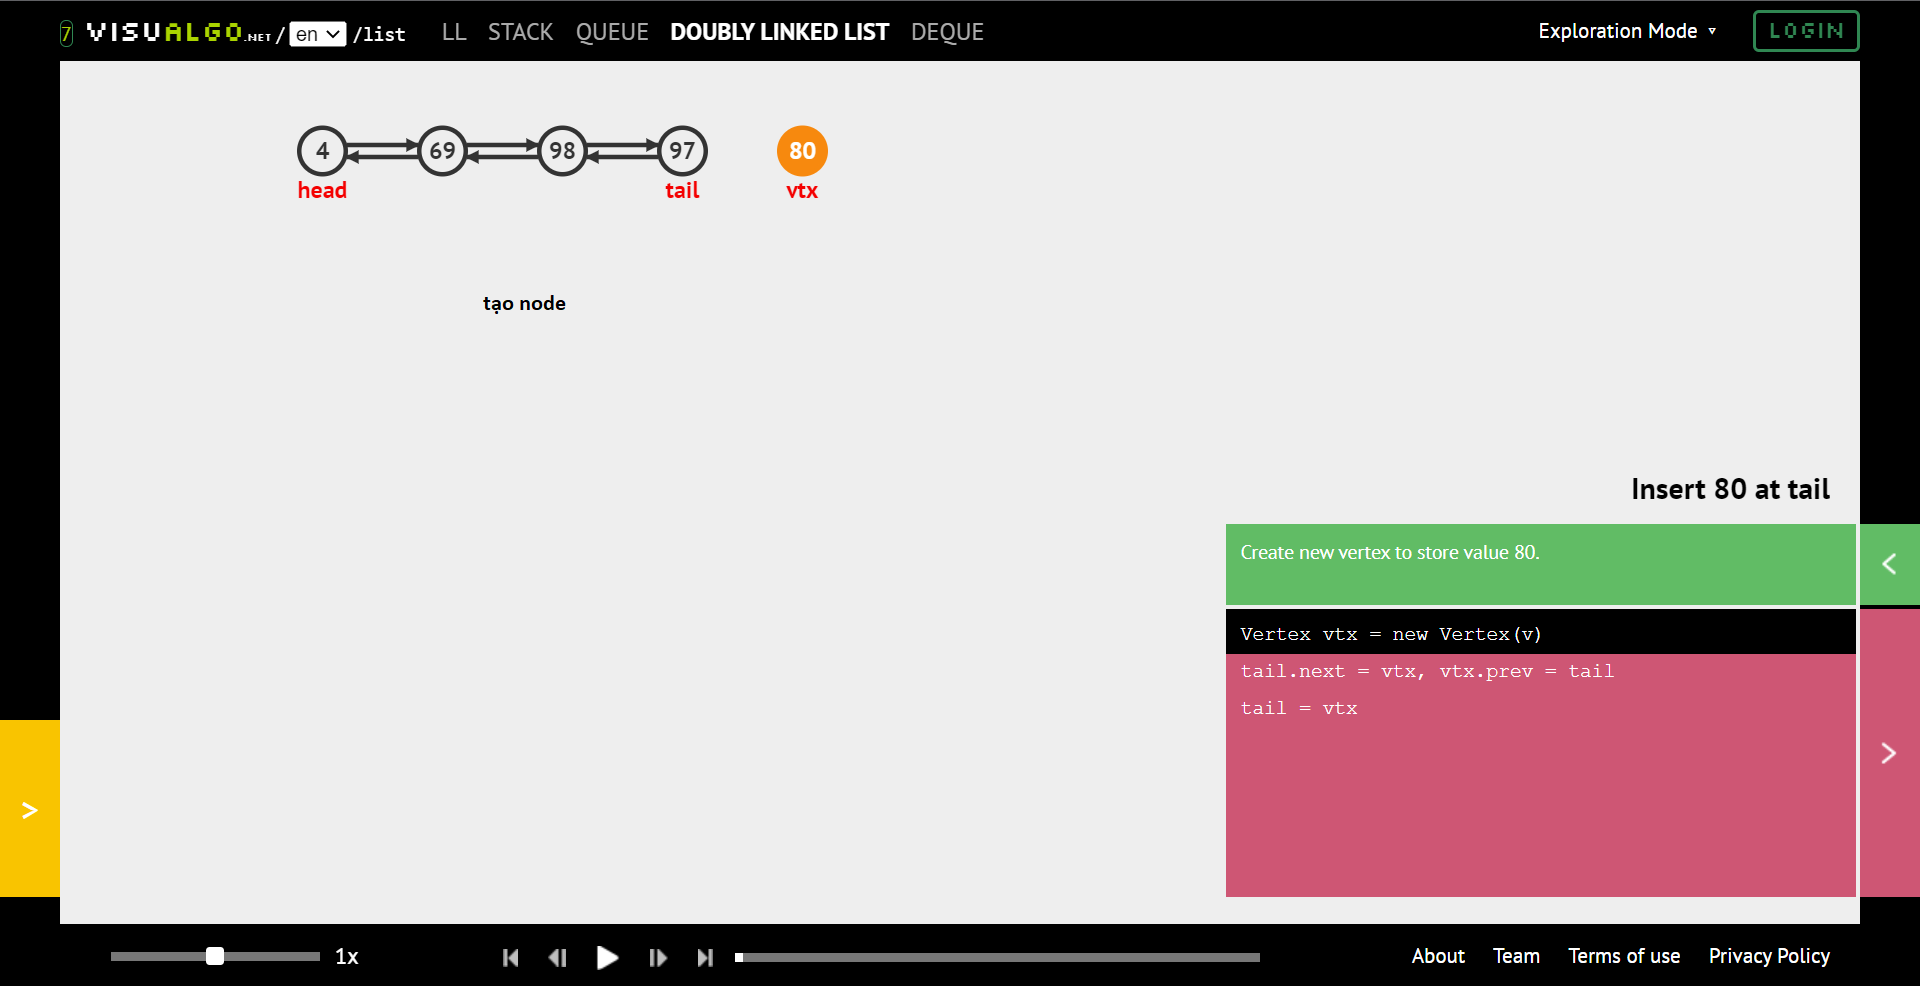 7 VISUALGO.NET/ en /list LL STACK QUEUE DOUBLY LINKED LIST DEQUE Exploration Mode ▾ LOGIN
4 69 98 97 80
head tail vtx
tạo node
Insert 80 at tail
Create new vertex to store value 80.
Vertex vtx = new Vertex(v)
tail.next = vtx, vtx.prev = tail
tail = vtx
1x About Team Terms of use Privacy Policy